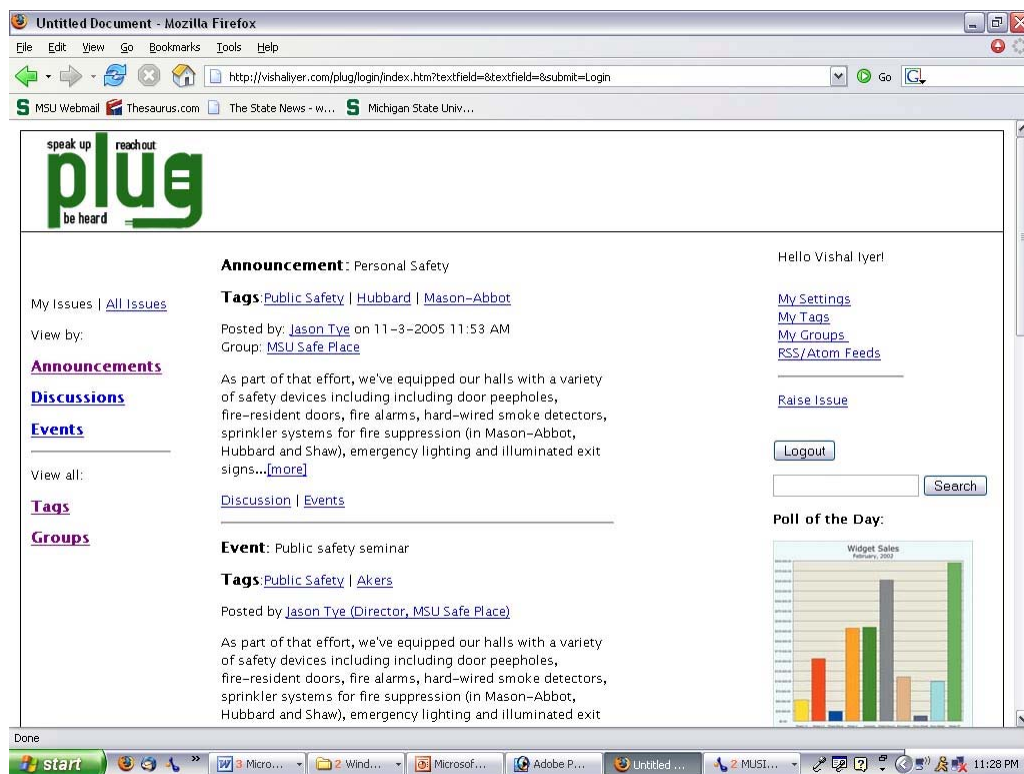 Untitled Document - Mozilla Firefox
File Edit View Go Bookmarks Tools Help
http://vishaliyer.com/plug/login/index.htm?textfield=&textfield=&submit=Login
Go
G
S MSU Webmail Thesaurus.com The State News - w... S Michigan State Univ...
speak up reach out
plug
be heard
My Issues | All Issues
View by:
Announcements
Discussions
Events
View all:
Tags
Groups
Announcement: Personal Safety
Tags:Public Safety | Hubbard | Mason-Abbot
Posted by: Jason Tye on 11-3-2005 11:53 AM
Group: MSU Safe Place
As part of that effort, we've equipped our halls with a variety
of safety devices including including door peepholes,
fire-resident doors, fire alarms, hard-wired smoke detectors,
sprinkler systems for fire suppression (in Mason-Abbot,
Hubbard and Shaw), emergency lighting and illuminated exit
signs...[more]
Discussion | Events
Event: Public safety seminar
Tags:Public Safety | Akers
Posted by Jason Tye (Director, MSU Safe Place)
As part of that effort, we've equipped our halls with a variety
of safety devices including including door peepholes,
fire-resident doors, fire alarms, hard-wired smoke detectors,
sprinkler systems for fire suppression (in Mason-Abbot,
Hubbard and Shaw), emergency lighting and illuminated exit
Hello Vishal Iyer!
My Settings
My Tags
My Groups
RSS/Atom Feeds
Raise Issue
Logout
Search
Poll of the Day:
Widget Sales
February, 2002
Done
start » 3 Micro... 2 Wind... Microsof... Adobe P... Untitled ... 2 MUSI... 11:28 PM